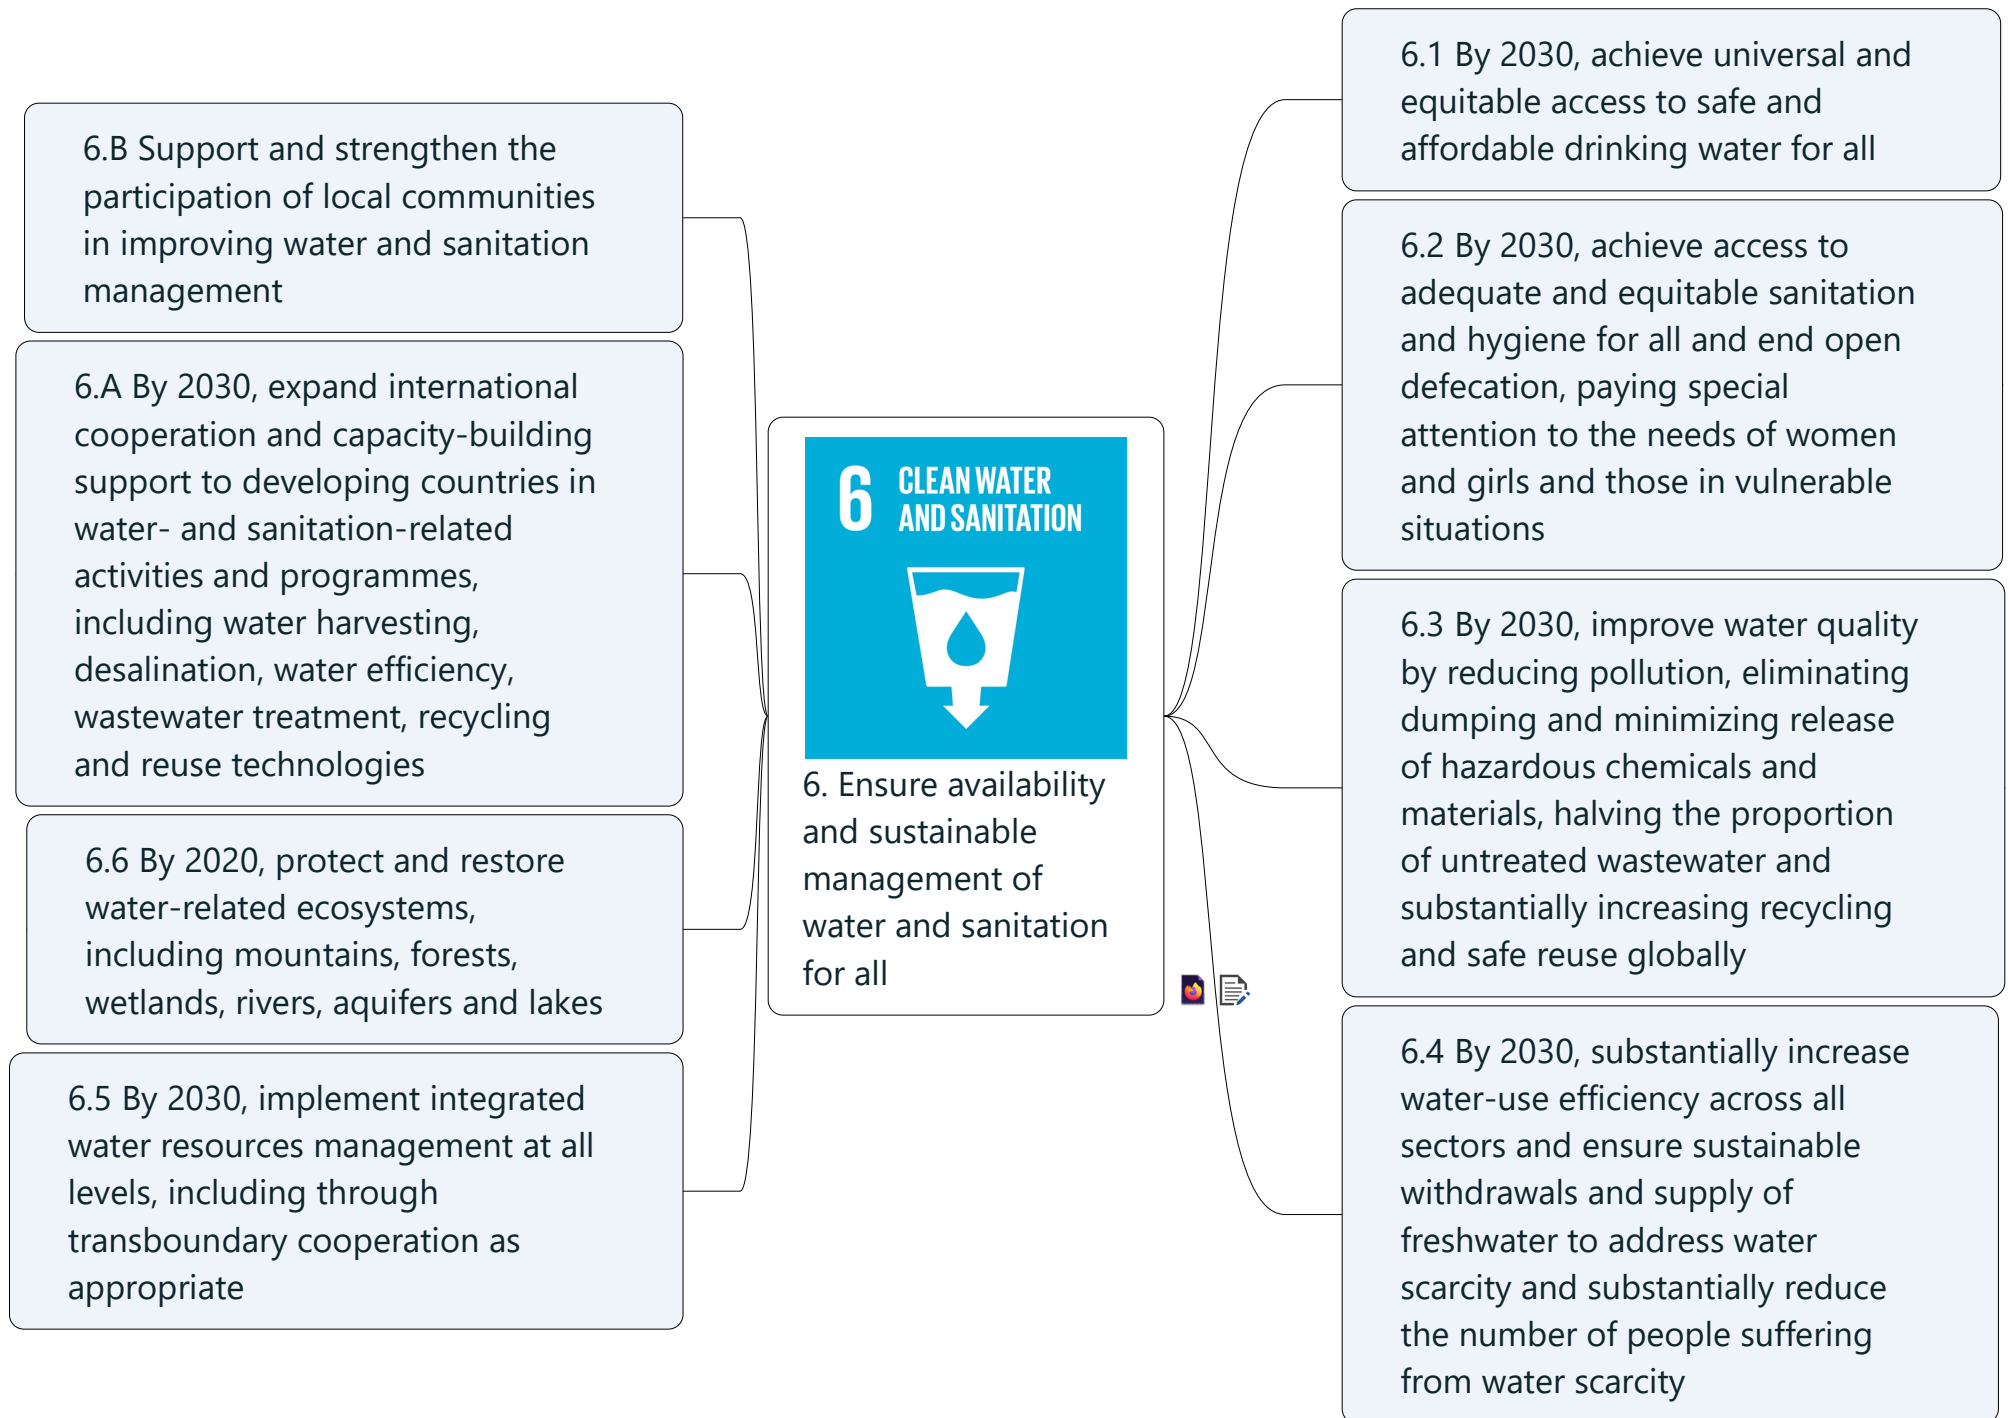 6.B Support and strengthen the
participation of local communities
in improving water and sanitation
management
6.A By 2030, expand international
cooperation and capacity-building
support to developing countries in
water- and sanitation-related
activities and programmes,
including water harvesting,
desalination, water efficiency,
wastewater treatment, recycling
and reuse technologies
6.6 By 2020, protect and restore
water-related ecosystems,
including mountains, forests,
wetlands, rivers, aquifers and lakes
6.5 By 2030, implement integrated
water resources management at all
levels, including through
transboundary cooperation as
appropriate
6 CLEAN WATER
AND SANITATION
6. Ensure availability
and sustainable
management of
water and sanitation
for all
6.1 By 2030, achieve universal and
equitable access to safe and
affordable drinking water for all
6.2 By 2030, achieve access to
adequate and equitable sanitation
and hygiene for all and end open
defecation, paying special
attention to the needs of women
and girls and those in vulnerable
situations
6.3 By 2030, improve water quality
by reducing pollution, eliminating
dumping and minimizing release
of hazardous chemicals and
materials, halving the proportion
of untreated wastewater and
substantially increasing recycling
and safe reuse globally
6.4 By 2030, substantially increase
water-use efficiency across all
sectors and ensure sustainable
withdrawals and supply of
freshwater to address water
scarcity and substantially reduce
the number of people suffering
from water scarcity